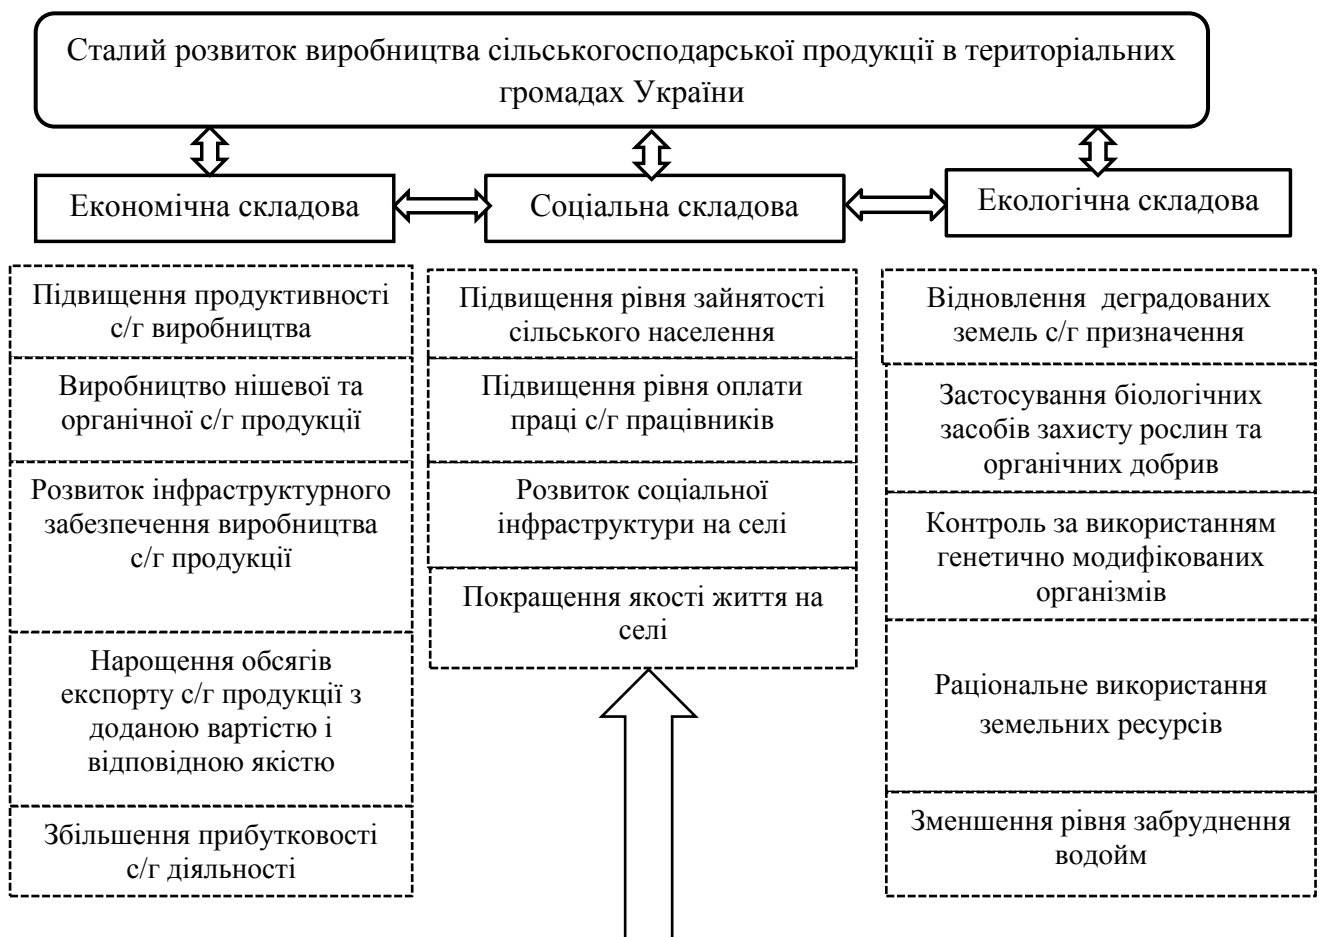 Сталий розвиток виробництва сільськогосподарської продукції в територіальних
громадах України
Економічна складова
Соціальна складова
Екологічна складова
Підвищення продуктивності
с/г виробництва
Виробництво нішевої та
органічної с/г продукції
Розвиток інфраструктурного
забезпечення виробництва
с/г продукції
Нарощення обсягів
експорту с/г продукції з
доданою вартістю і
відповідною якістю
Збільшення прибутковості
с/г діяльності
Підвищення рівня зайнятості
сільського населення
Підвищення рівня оплати
праці с/г працівників
Розвиток соціальної
інфраструктури на селі
Покращення якості життя на
селі
Відновлення деградованих
земель с/г призначення
Застосування біологічних
засобів захисту рослин та
органічних добрив
Контроль за використанням
генетично модифікованих
організмів
Раціональне використання
земельних ресурсів
Зменшення рівня забруднення
водойм